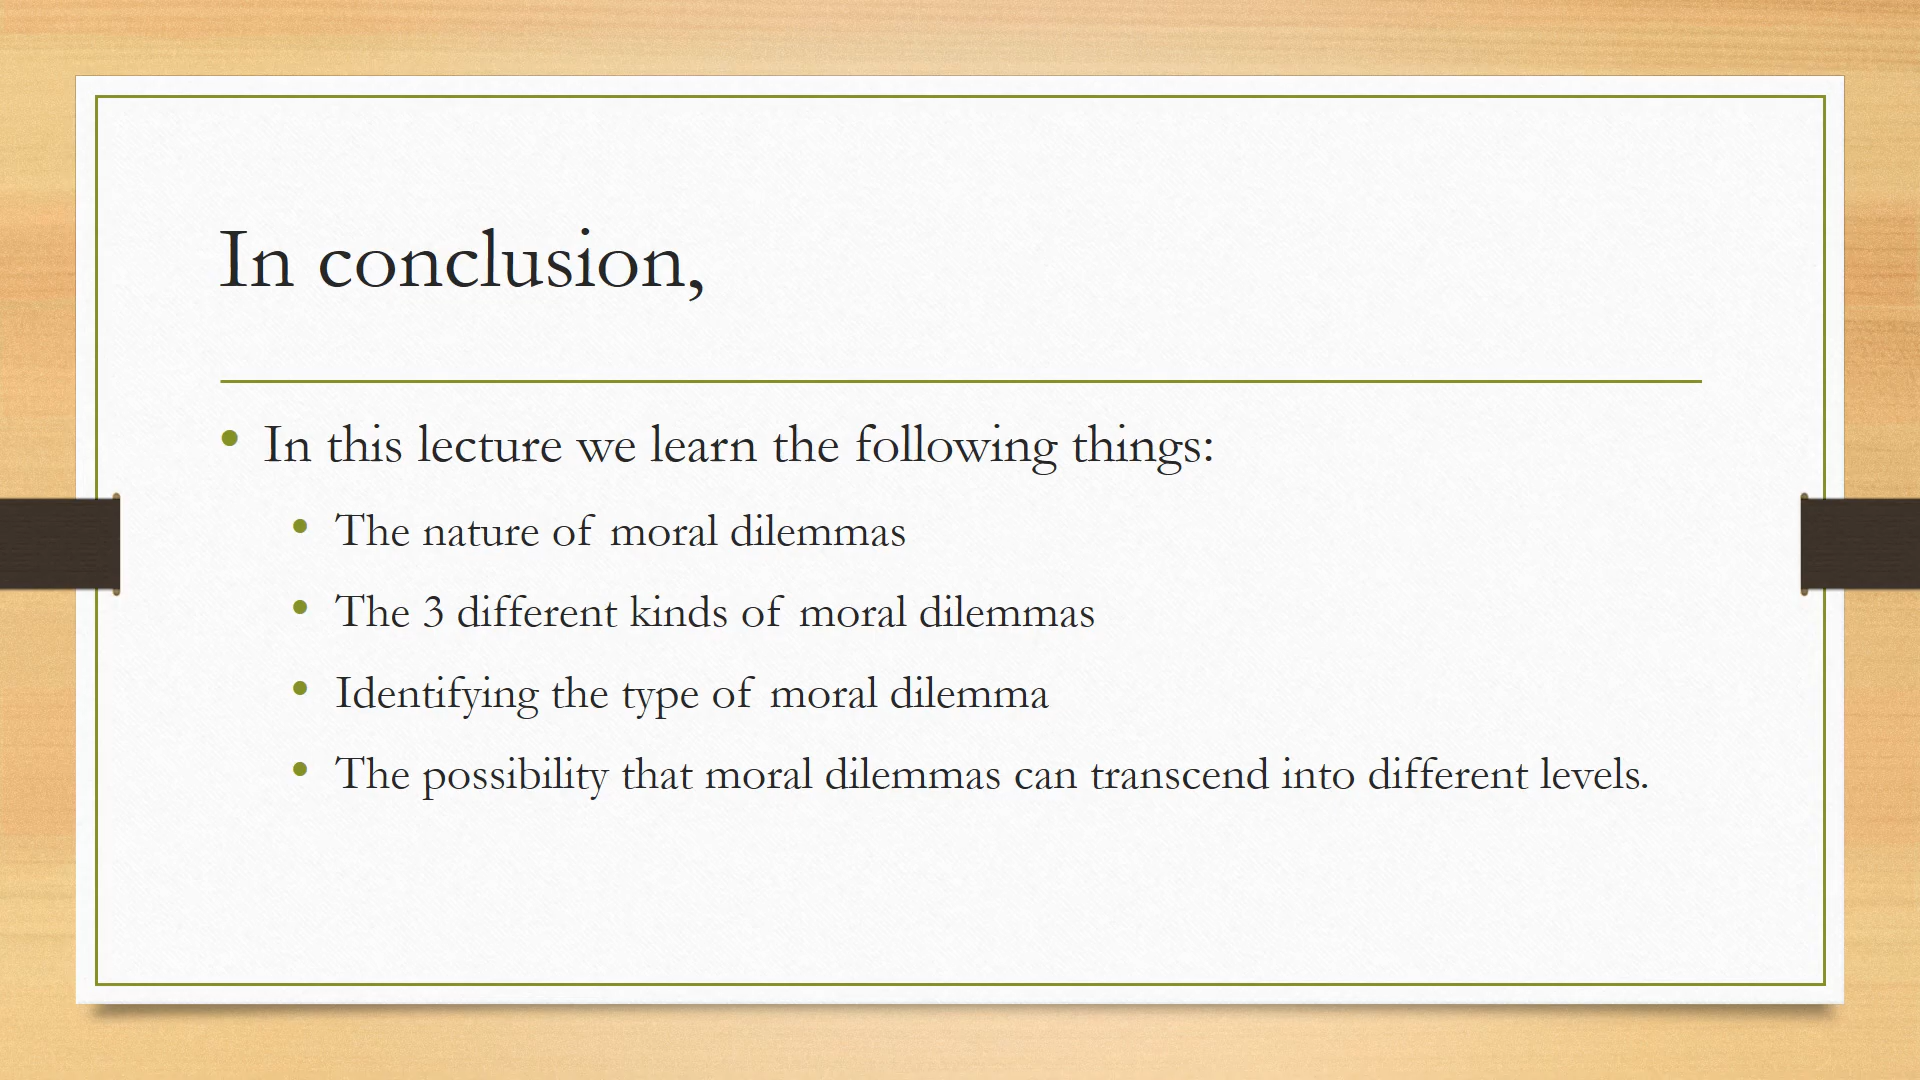 In conclusion,
In this lecture we learn the following things:
The nature of moral dilemmas
The 3 different kinds of moral dilemmas
Identifying the type of moral dilemma
The possibility that moral dilemmas can transcend into different levels.